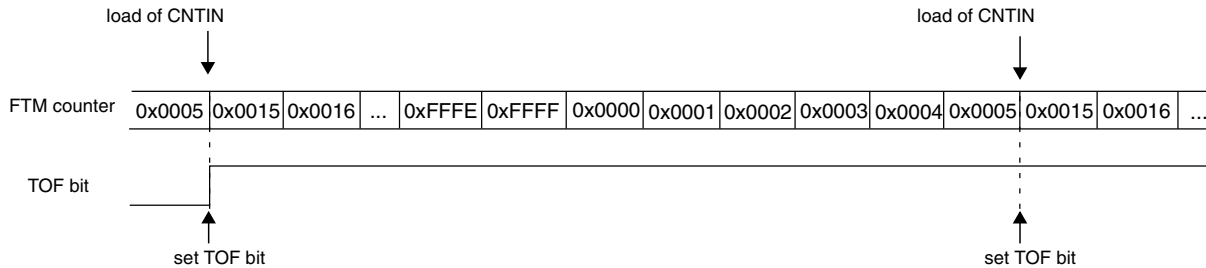 load of CNTIN load of CNTIN
FTM counter 0x0005 0x0015 0x0016 ... 0xFFFE 0xFFFF 0x0000 0x0001 0x0002 0x0003 0x0004 0x0005 0x0015 0x0016 ...
TOF bit
set TOF bit set TOF bit